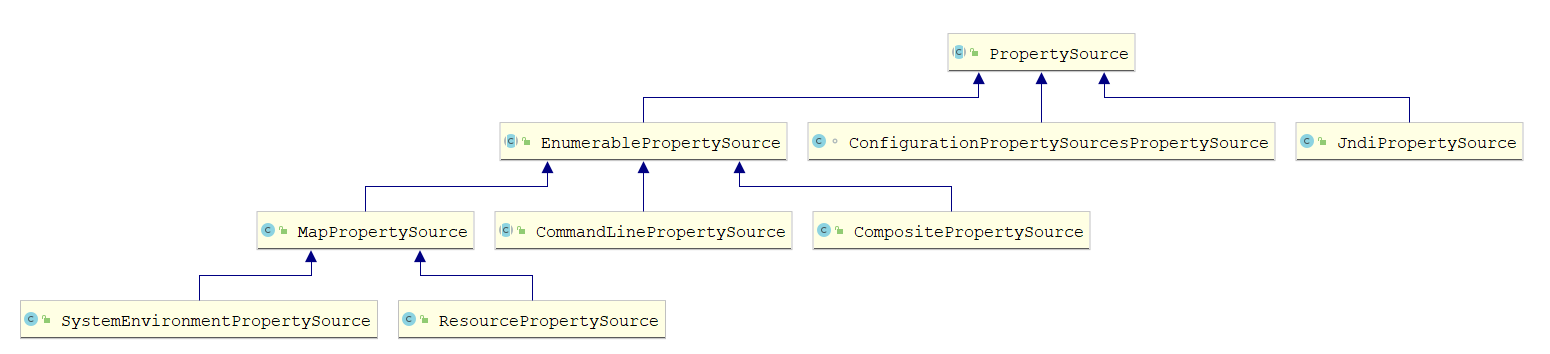 PropertySource
EnumerablePropertySource
ConfigurationPropertySourcesPropertySource
JndiPropertySource
MapPropertySource
CommandLinePropertySource
CompositePropertySource
SystemEnvironmentPropertySource
ResourcePropertySource